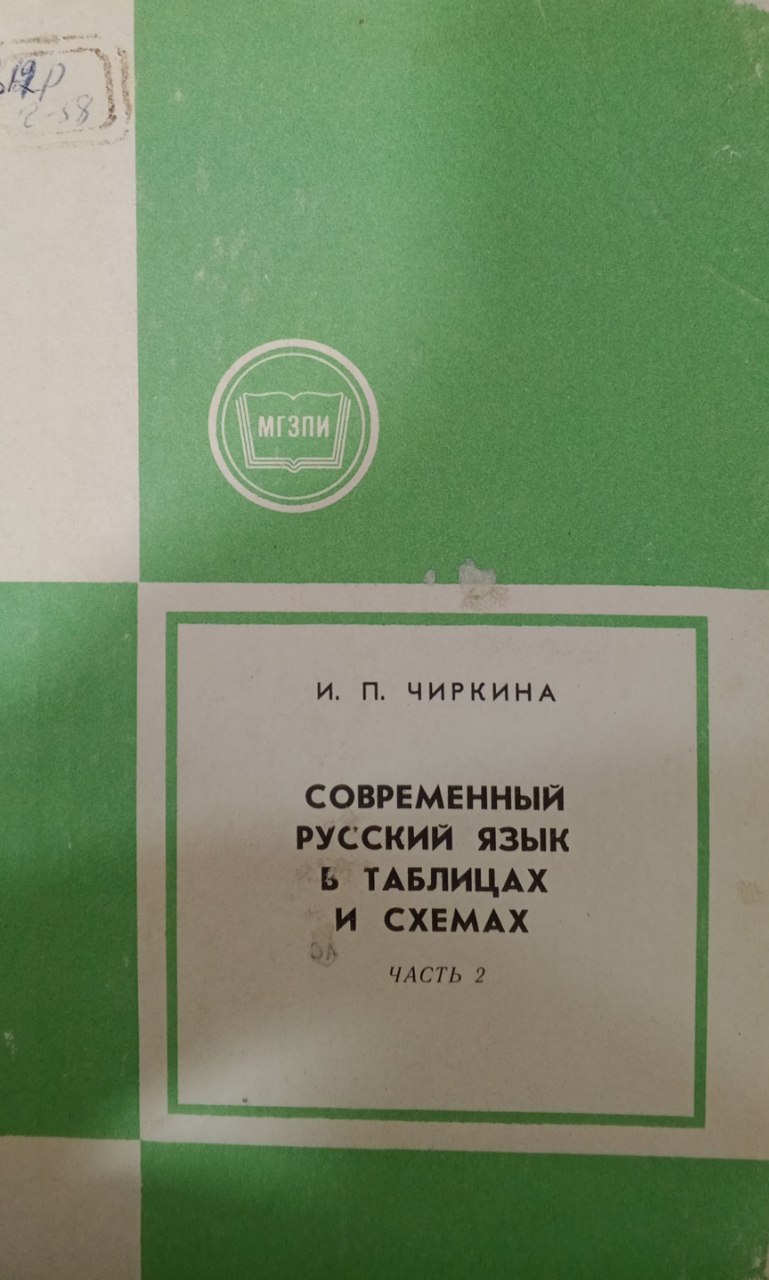 МГЗПИ
И. П. ЧИРКИНА
СОВРЕМЕННЫЙ
РУССКИЙ ЯЗЫК
В ТАБЛИЦАХ
И СХЕМАХ
ЧАСТЬ 2